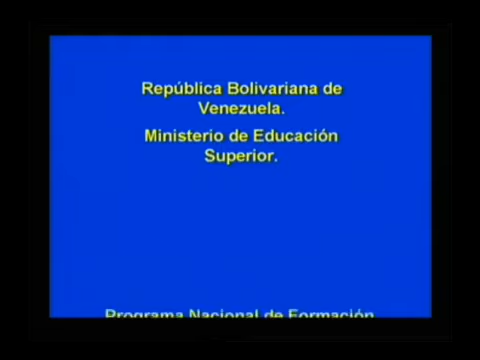 República Bolivariana de
Venezuela.
Ministerio de Educación
Superior.
Programa Nacional de Formación